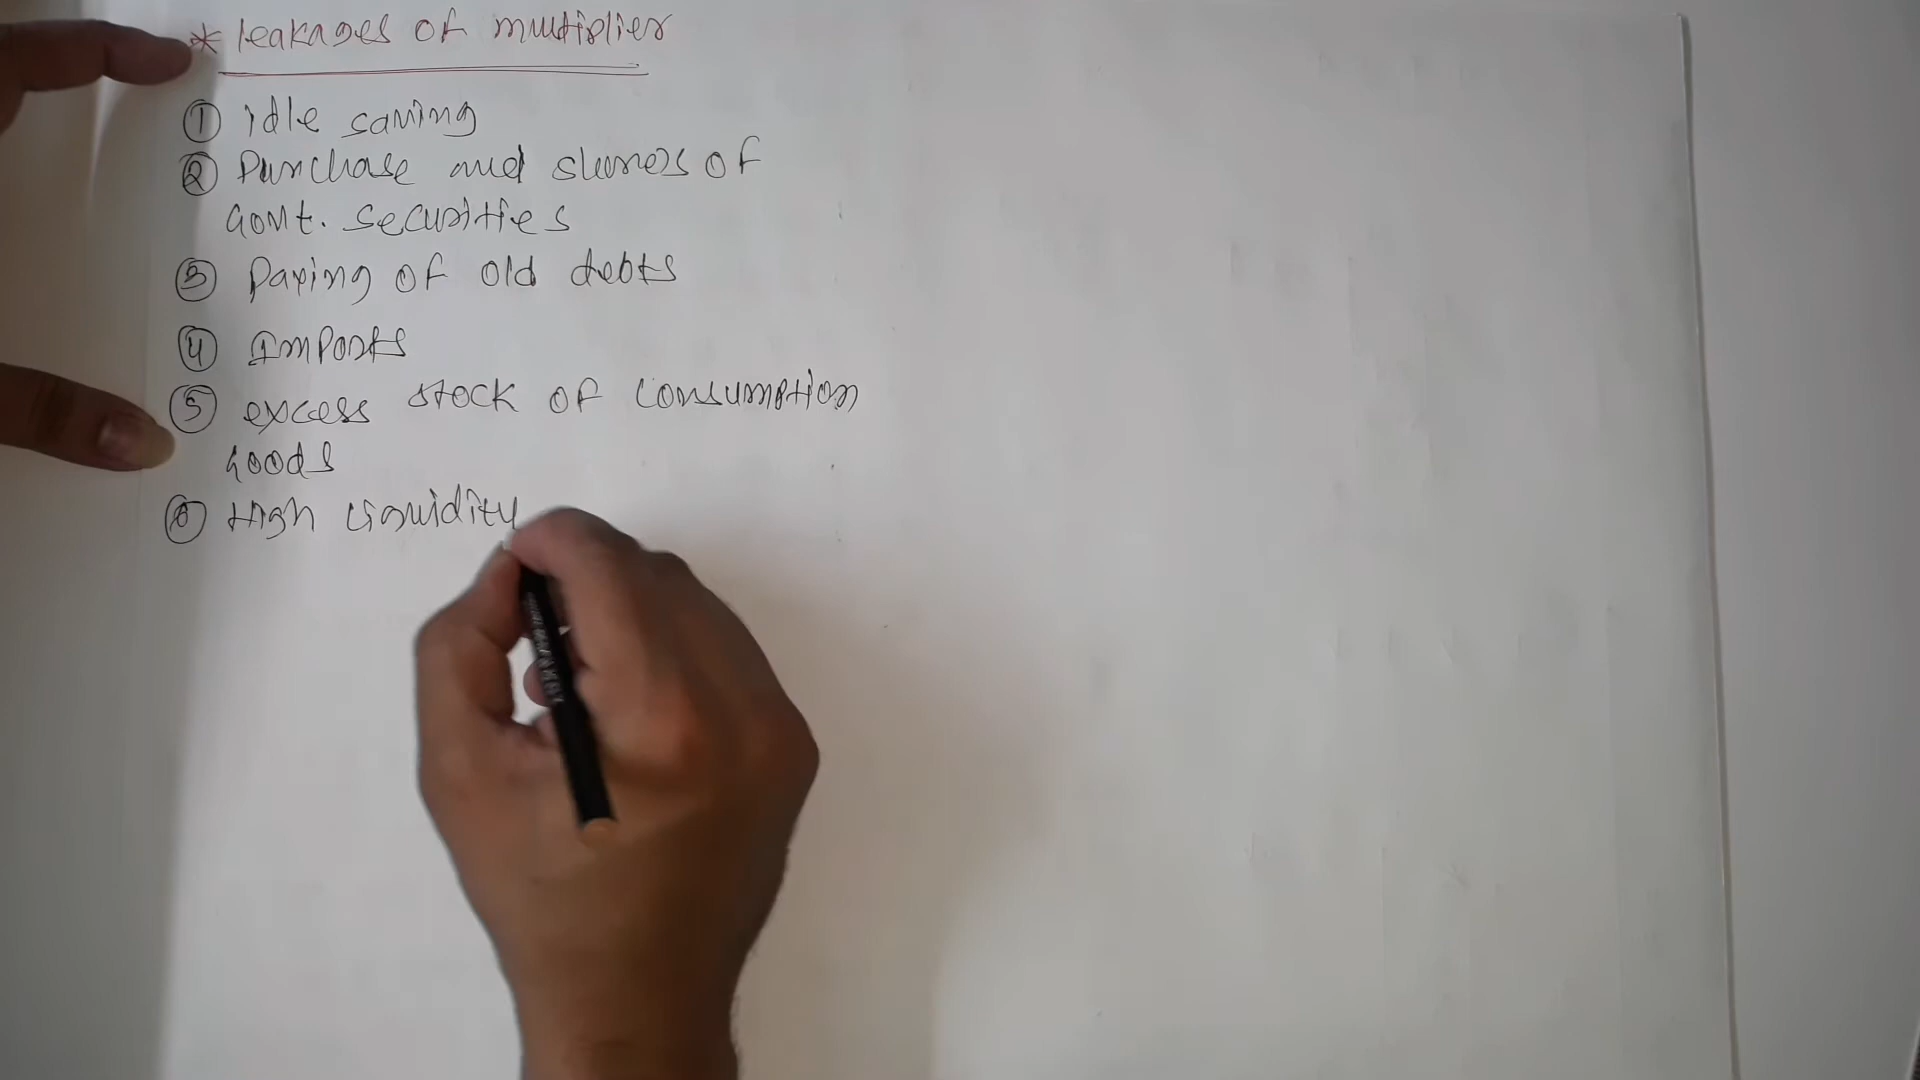 * leakages of multiplier
① idle saving
② Purchase and shares of
Govt. securities
③ Paying of old debts
④ Imports
⑤ excess stock of consumption
Goods
⑥ High Liquidity